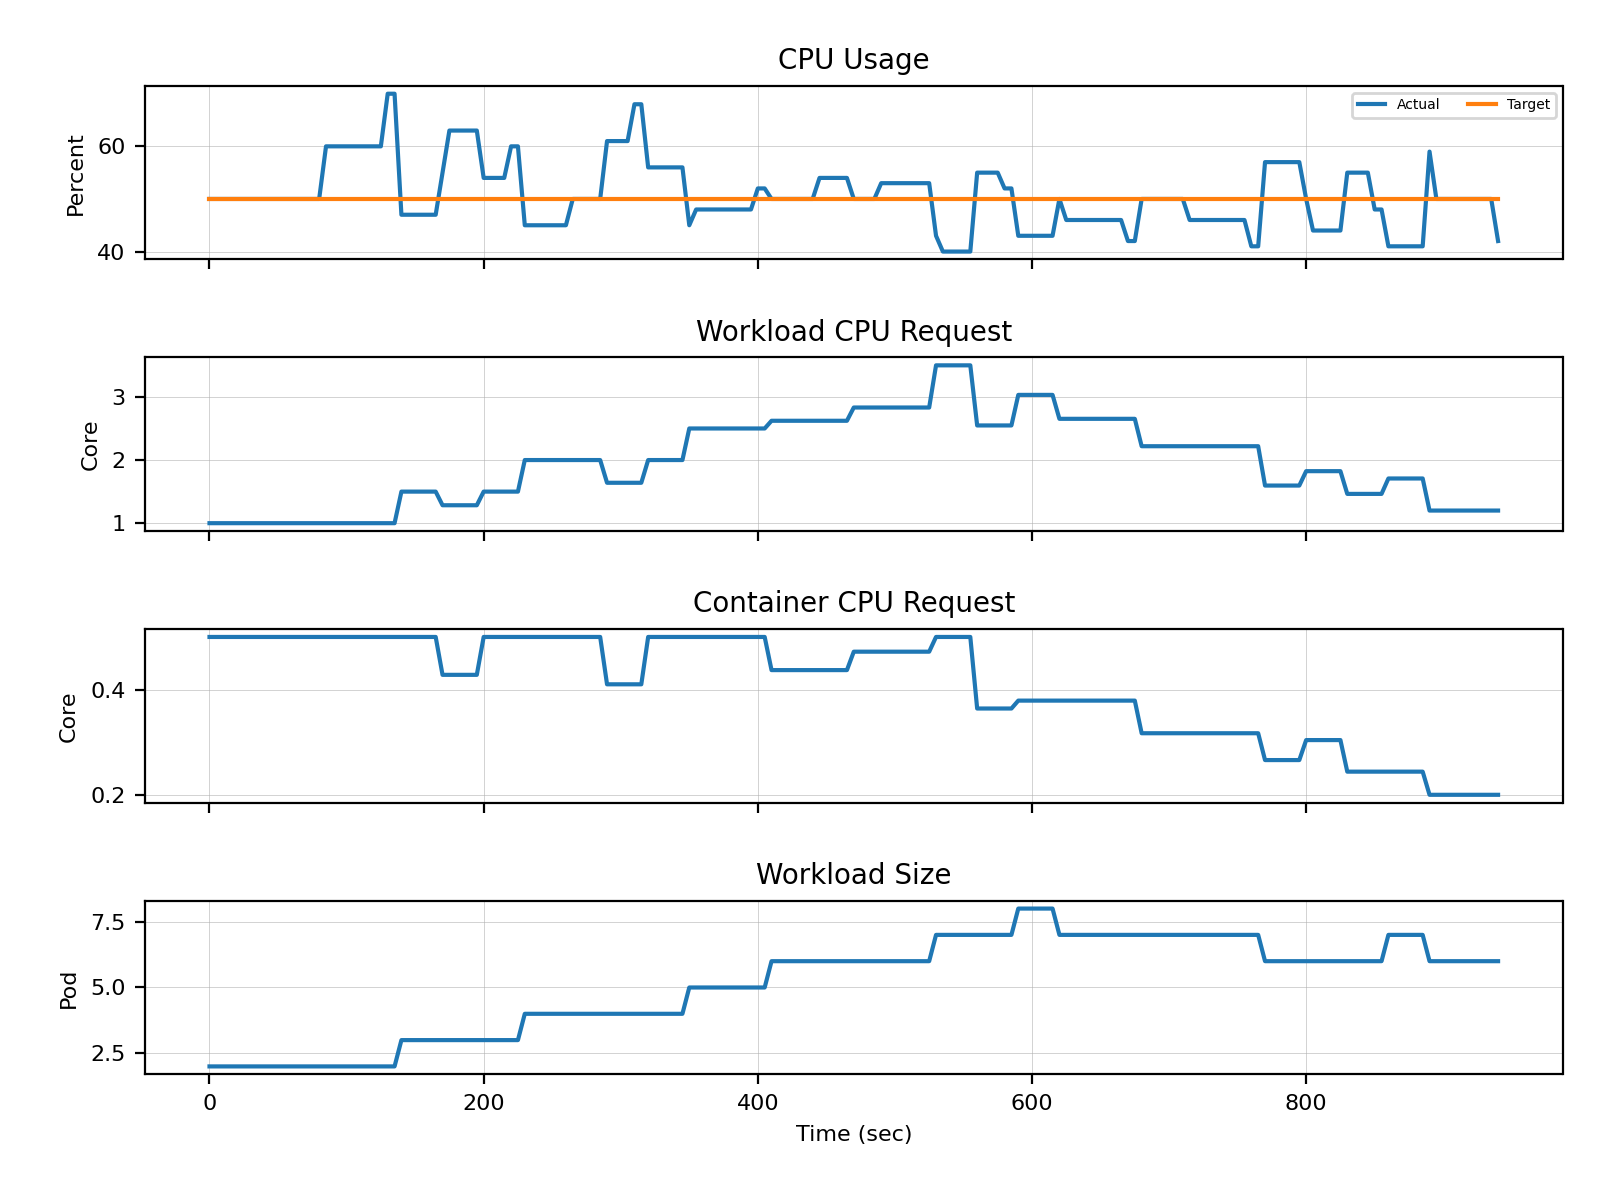 CPU Usage
Percent
60
40
Actual Target
Workload CPU Request
Core
3
2
1
Container CPU Request
Core
0.4
0.2
Workload Size
Pod
7.5
5.0
2.5
0 200 400 600 800
Time (sec)